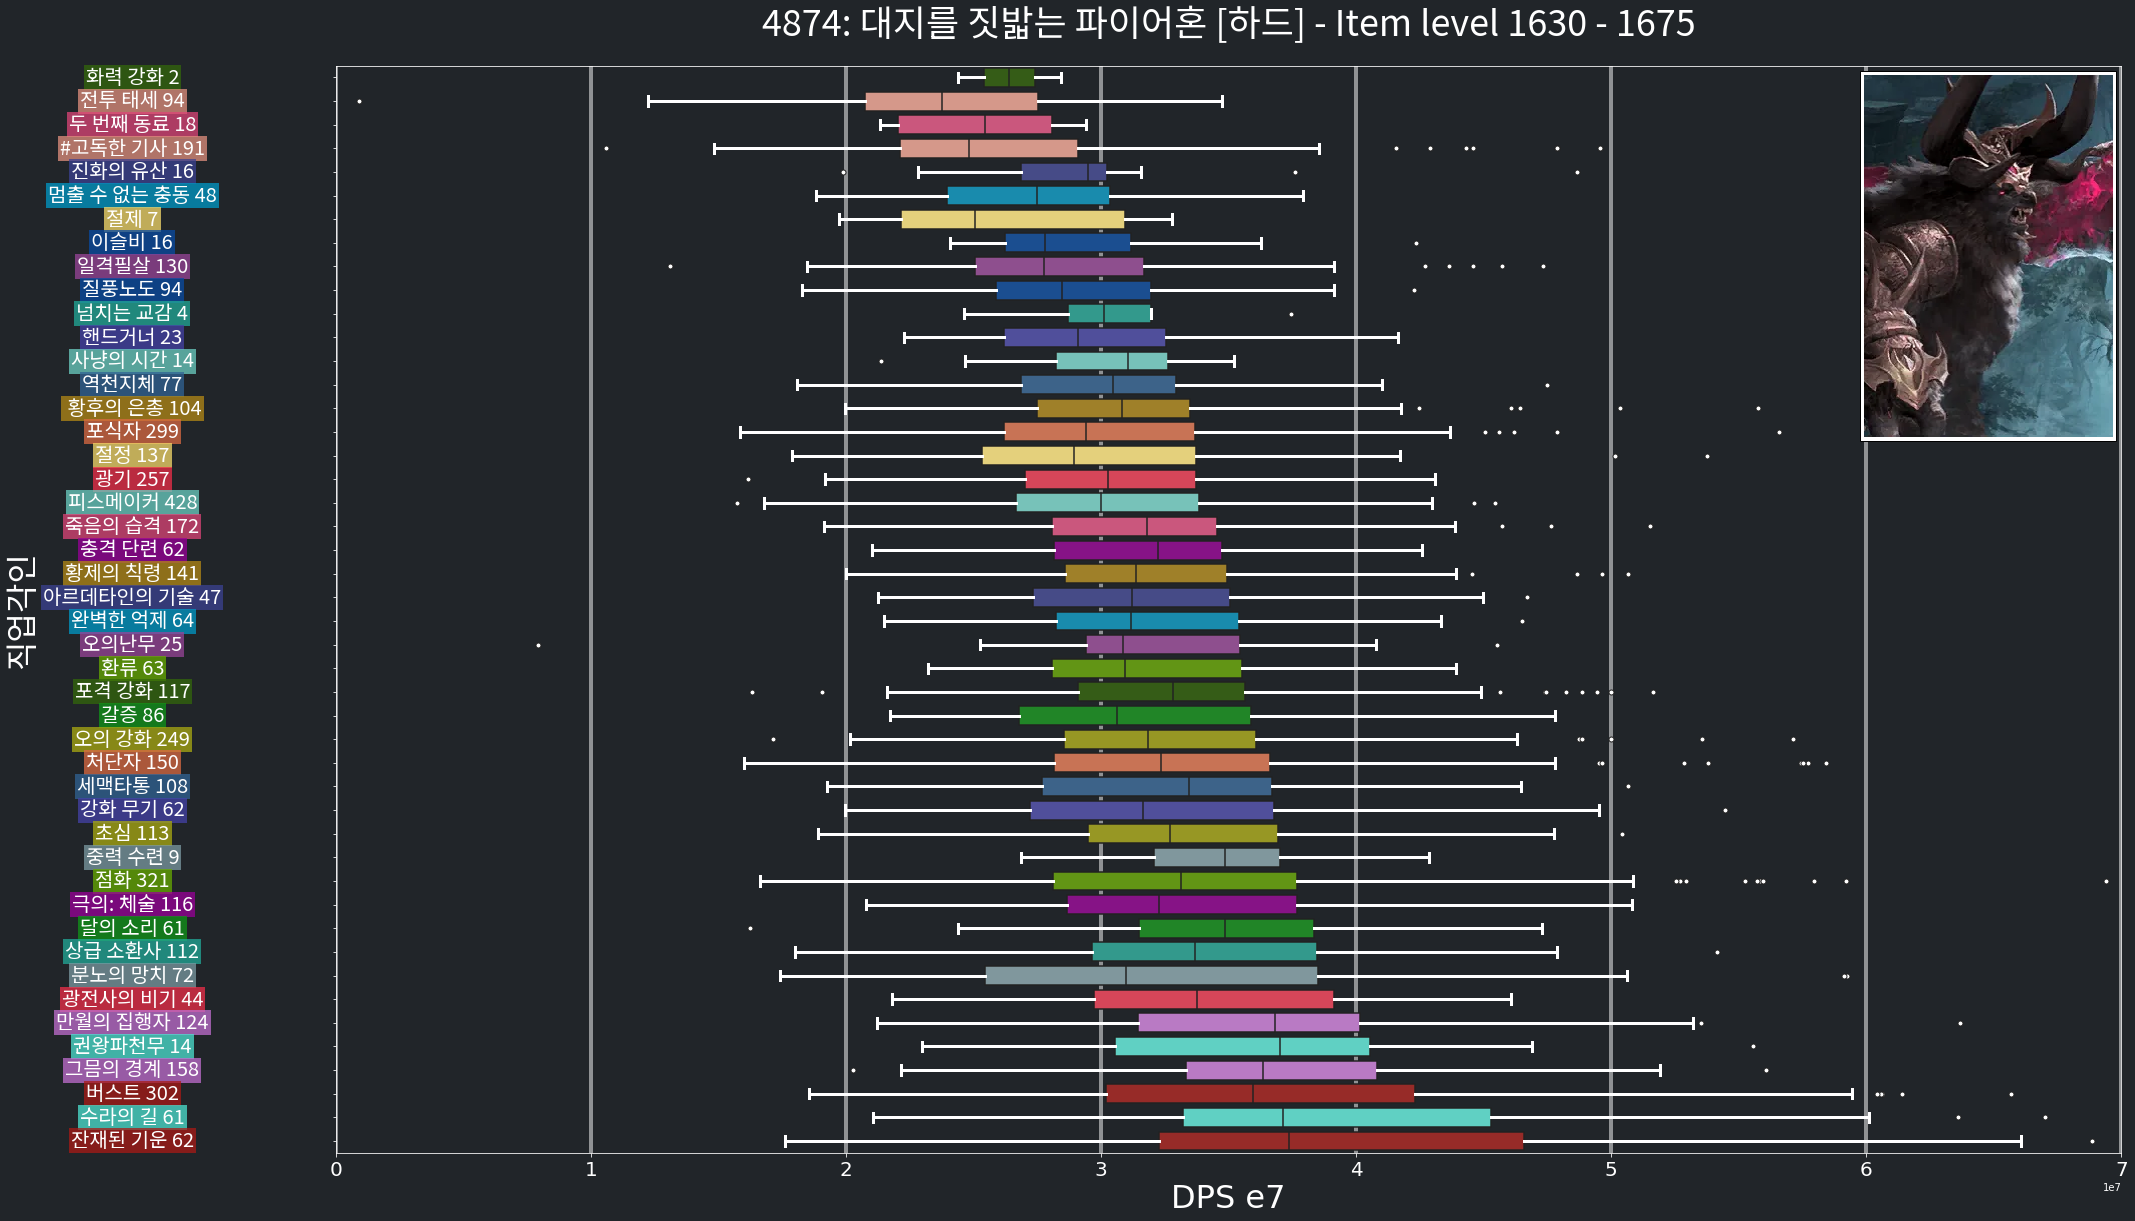 4874: 대지를 짓밟는 파이어혼 [하드] - Item level 1630 - 1675
직업각인
화력 강화 2
전투 태세 94
두 번째 동료 18
#고독한 기사 191
진화의 유산 16
멈출 수 없는 충동 48
절제 7
이슬비 16
일격필살 130
질풍노도 94
넘치는 교감 4
핸드거너 23
사냥의 시간 14
역천지체 77
황후의 은총 104
포식자 299
절정 137
광기 257
피스메이커 428
죽음의 습격 172
충격 단련 62
황제의 칙령 141
아르데타인의 기술 47
완벽한 억제 64
오의난무 25
환류 63
포격 강화 117
갈증 86
오의 강화 249
처단자 150
세맥타통 108
강화 무기 62
초심 113
중력 수련 9
점화 321
극의: 체술 116
달의 소리 61
상급 소환사 112
분노의 망치 72
광전사의 비기 44
만월의 집행자 124
권왕파천무 14
그믐의 경계 158
버스트 302
수라의 길 61
잔재된 기운 62
0 1 2 3 4 5 6 7
1e7
DPS e7